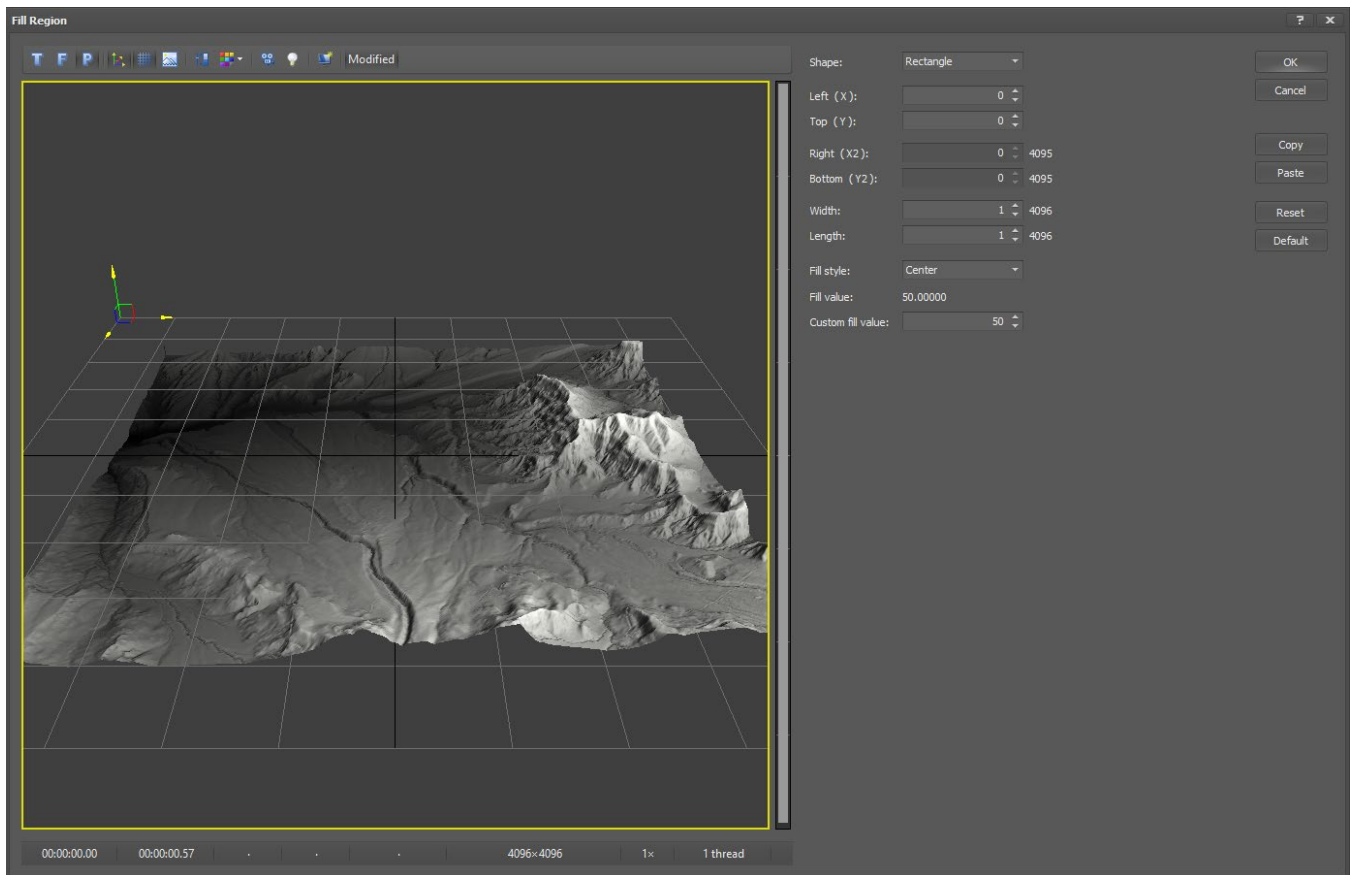 Fill Region
? x
T F P Modified
Shape: Rectangle
OK
Left (X): 0
Cancel
Top (Y): 0
Right (X2): 0 4095
Copy
Bottom (Y2): 0 4095
Paste
Width: 1 4096
Reset
Length: 1 4096
Default
Fill style: Center
Fill value: 50.00000
Custom fill value: 50
00:00:00.00 00:00:00.57 . . . 4096×4096 1× 1 thread